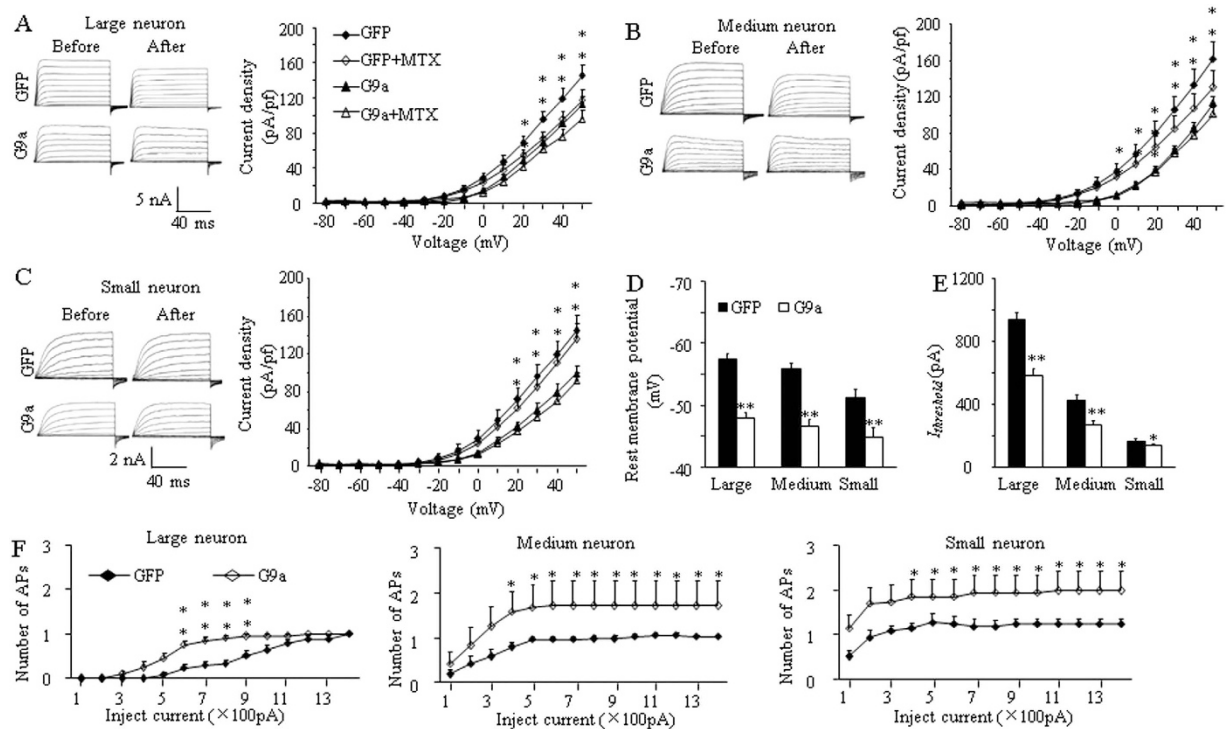 A
Large neuron
Before After
GFP
G9a
5 nA
40 ms
Current density
(pA/pf)
200
160
120
80
40
0
GFP
GFP+MTX
G9a
G9a+MTX
* * * *
* * *
-80 -60 -40 -20 0 20 40
Voltage (mV)
B
Medium neuron
Before After
GFP
G9a
5 nA
40 ms
Current density (pA/pf)
200
160
120
80
40
0
* * * * * *
* * * *
-80 -60 -40 -20 0 20 40
Voltage (mV)
C
Small neuron
Before After
GFP
G9a
2 nA
40 ms
Current density
(pA/pf)
200
160
120
80
40
0
* * * *
* * * *
-80 -60 -40 -20 0 20 40
Voltage (mV)
D
GFP G9a
Rest membrane potential
(mV)
-70
-60
-50
-40
** ** **
Large Medium Small
E
Ithreshold(pA)
1200
800
400
0
** ** *
Large Medium Small
F
Large neuron
GFP G9a
Number of APs
3
2
1
0
* * * *
* * * *
1 3 5 7 9 11 13
Inject current (×100pA)
Medium neuron
Number of APs
3
2
1
0
* * * * * * * * * * *
1 3 5 7 9 11 13
Inject current (×100pA)
Small neuron
Number of APs
3
2
1
0
* * * * * * * * * * *
1 3 5 7 9 11 13
Inject current (×100pA)